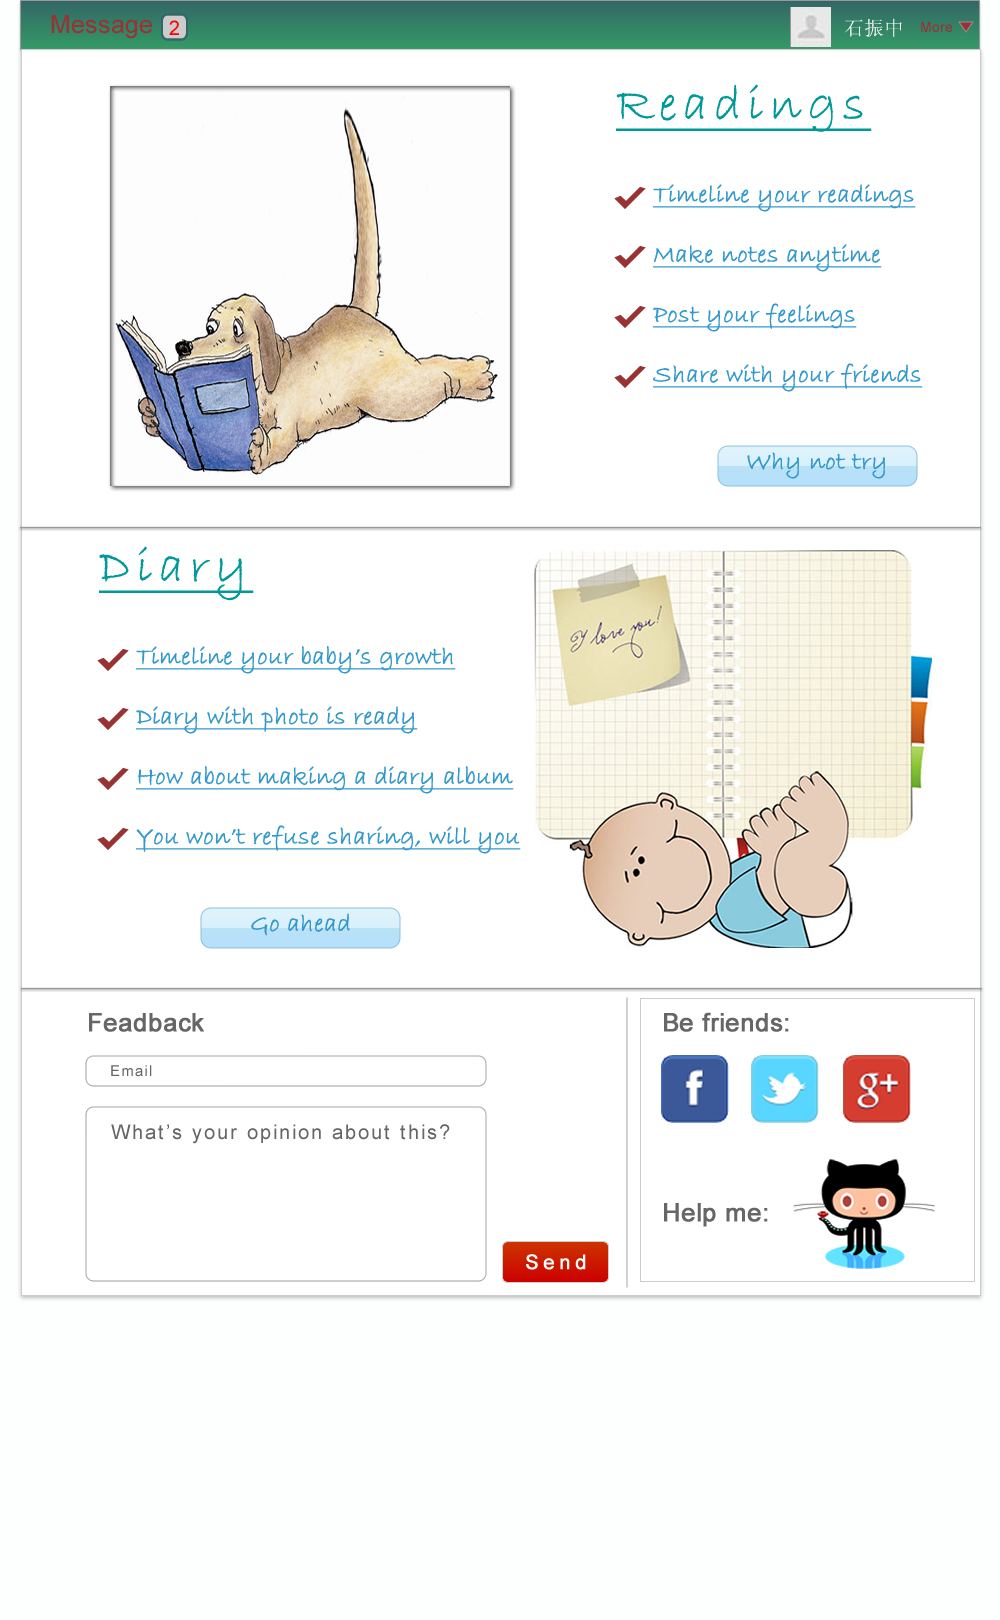 Message 2
石振中 More
Readings
Timeline your readings
Make notes anytime
Post your feelings
Share with your friends
Why not try
Diary
Timeline your baby's growth
Diary with photo is ready
How about making a diary album
You won't refuse sharing, will you
Go ahead
I love you!
Feadback
Email
What's your opinion about this?
Send
Be friends:
f
g+
Help me: